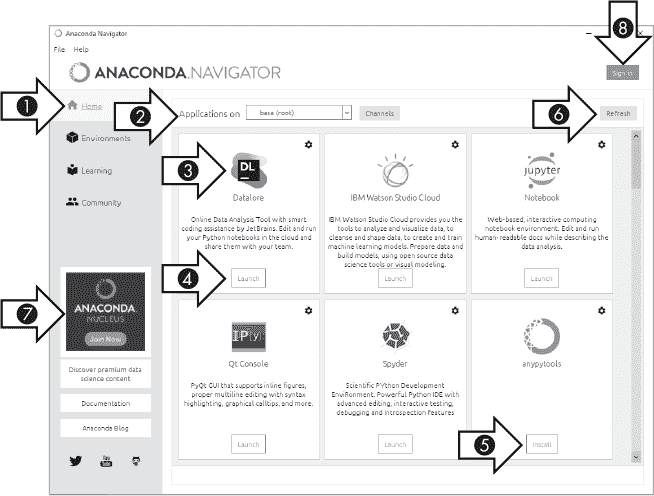 8
Anaconda Navigator
File Help
ANACONDA.NAVIGATOR
Sign in
1
Home
2
Applications on
base (root)
Channels
6
Refresh
Environments
Learning
Community
3
DL
Datalore
Online Data Analysis Tool with smart
coding assistance by JetBrains. Edit and run
your Python notebooks in the cloud and
share them with your team.
4
Launch
IBM Watson Studio Cloud
IBM Watson Studio Cloud provides you the
tools to analyze and visualize data, to
cleanse and shape data, to create and train
machine learning models. Prepare data and
build models, using open source data
science tools or visual modeling.
Launch
jupyter
Notebook
Web-based, interactive computing
notebook environment. Edit and run
human-readable docs while describing the
data analysis.
Launch
7
ANACONDA
NUCLEUS
Join Now
Discover premium data
science content
Documentation
Anaconda Blog
You
Tube
IP[y]:
Qt Console
PyQt GUI that supports inline figures,
proper multiline editing with syntax
highlighting, graphical calltips, and more.
Launch
Spyder
Scientific PYthon Development
EnviRonment. Powerful Python IDE with
advanced editing, interactive testing,
debugging and introspection features
Launch
anypytools
5
Install